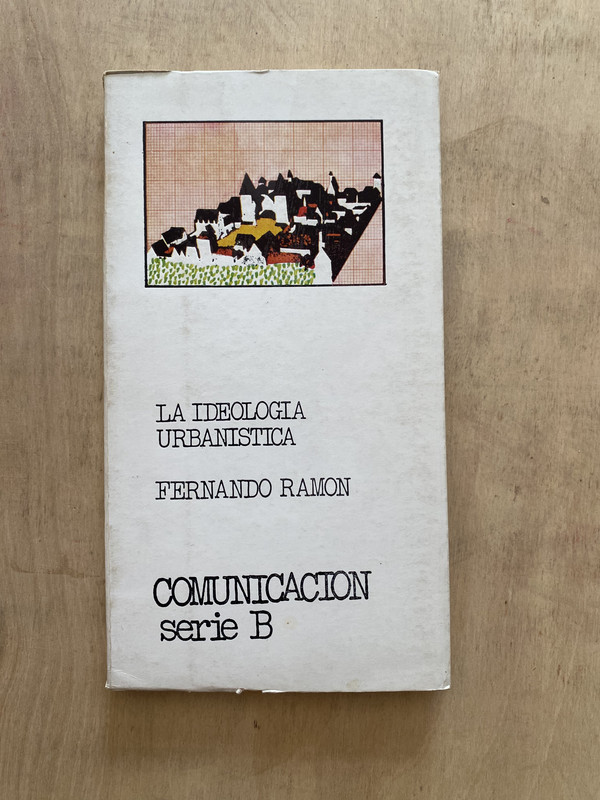 LA IDEOLOGIA
URBANISTICA
FERNANDO RAMON
COMUNICACION
serie B